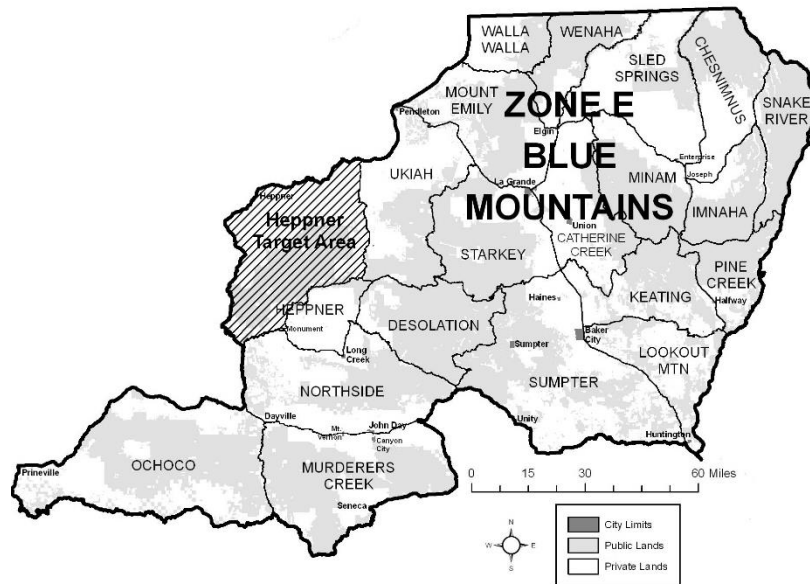 WALLA
WALLA
WENAHA
SLED
SPRINGS
CHESNIMNUS
SNAKE
RIVER
MOUNT
EMILY
Pendleton
ZONE E
BLUE
MOUNTAINS
Elgin
Enterprise
Joseph
UKIAH
La Grande
MINAM
IMNAHA
Heppner
Heppner
Target Area
STARKEY
Union
CATHERINE
CREEK
PINE
CREEK
Halfway
KEATING
HEPPNER
Monument
DESOLATION
Haines
Baker
City
Sumpter
LOOKOUT
MTN
Long
Creek
NORTHSIDE
SUMPTER
Unity
Huntington
Dayville
Mt.
Vernon
John Day
Canyon
City
OCHOCO
Prineville
MURDERERS
CREEK
Seneca
0 15 30 60 Miles
N
W E
S
City Limits
Public Lands
Private Lands